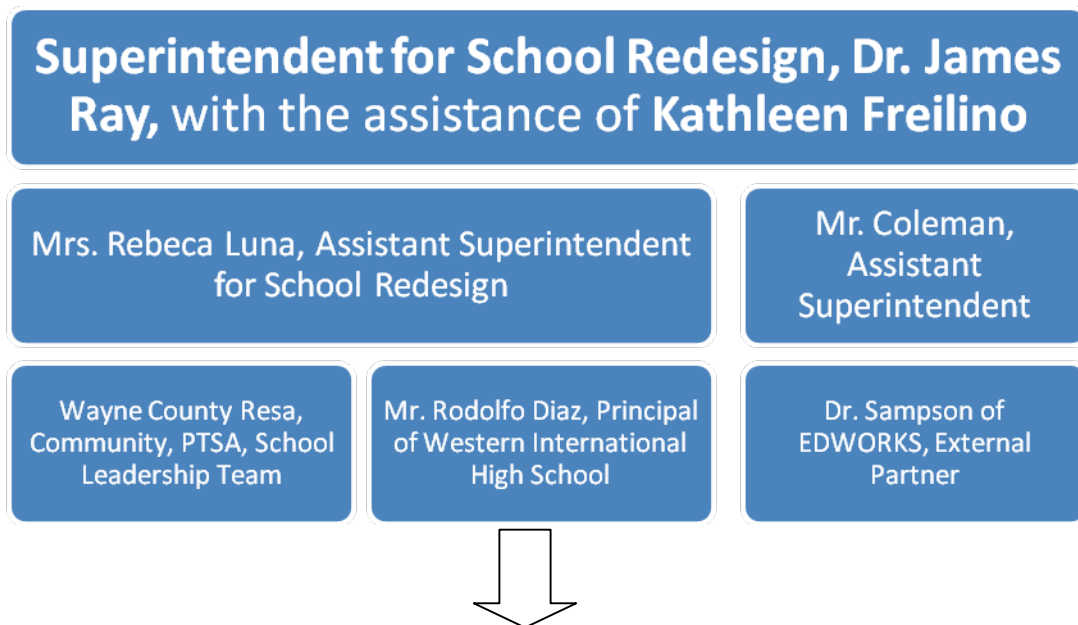 Superintendent for School Redesign, Dr. James
Ray, with the assistance of Kathleen Freilino
Mrs. Rebeca Luna, Assistant Superintendent
for School Redesign
Mr. Coleman,
Assistant
Superintendent
Wayne County Resa,
Community, PTSA, School
Leadership Team
Mr. Rodolfo Diaz, Principal
of Western International
High School
Dr. Sampson of
EDWORKS, External
Partner